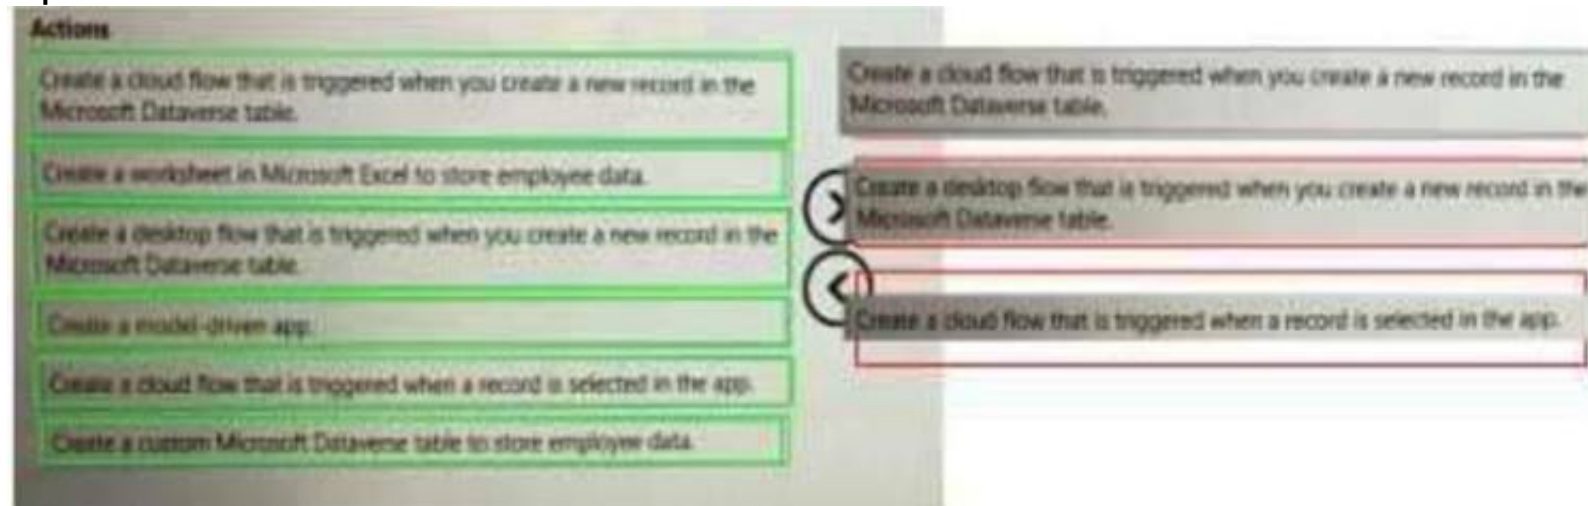 Actions
Create a cloud flow that is triggered when you create a new record in the
Microsoft Dataverse table.
Create a worksheet in Microsoft Excel to store employee data.
Create a desktop flow that is triggered when you create a new record in the
Microsoft Dataverse table.
Create a model-driven app.
Create a cloud flow that is triggered when a record is selected in the app.
Create a custom Microsoft Dataverse table to store employee data.
Create a cloud flow that is triggered when you create a new record in the
Microsoft Dataverse table.
Create a desktop flow that is triggered when you create a new record in the
Microsoft Dataverse table.
Create a cloud flow that is triggered when a record is selected in the app.